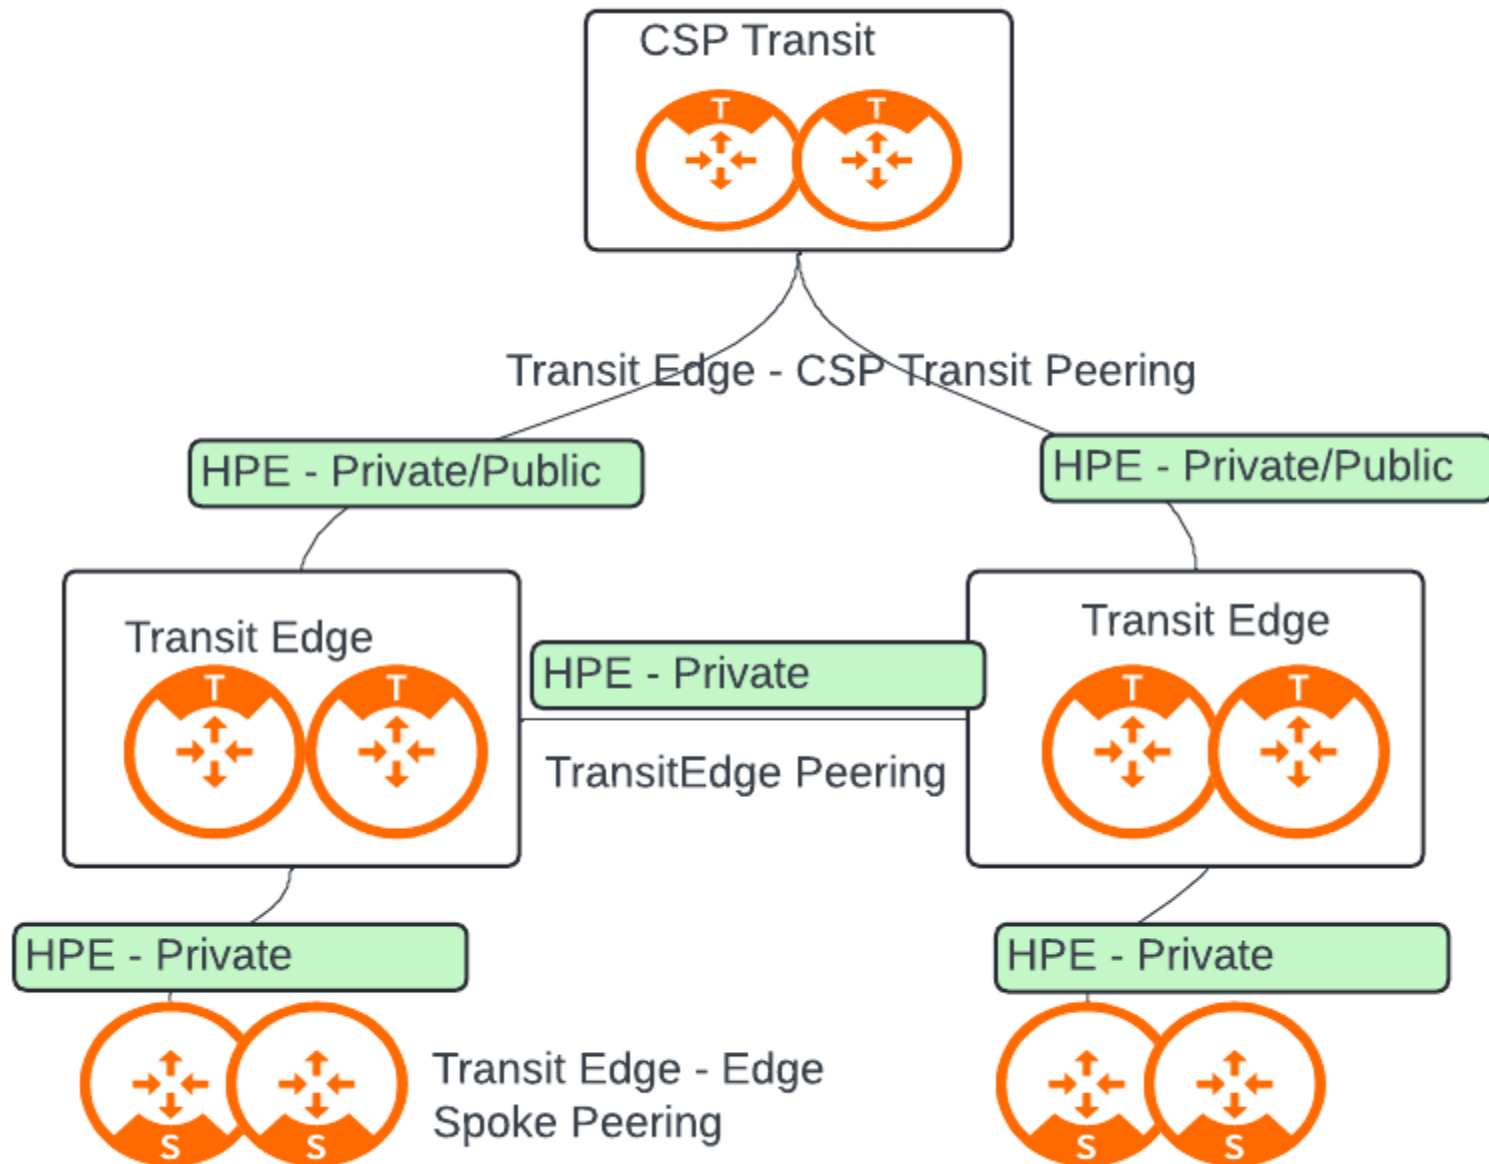 CSP Transit
T T
Transit Edge - CSP Transit Peering
HPE - Private/Public
HPE - Private/Public
Transit Edge
T T
HPE - Private
TransitEdge Peering
Transit Edge
T T
HPE - Private
HPE - Private
S S
Transit Edge - Edge
Spoke Peering
S S